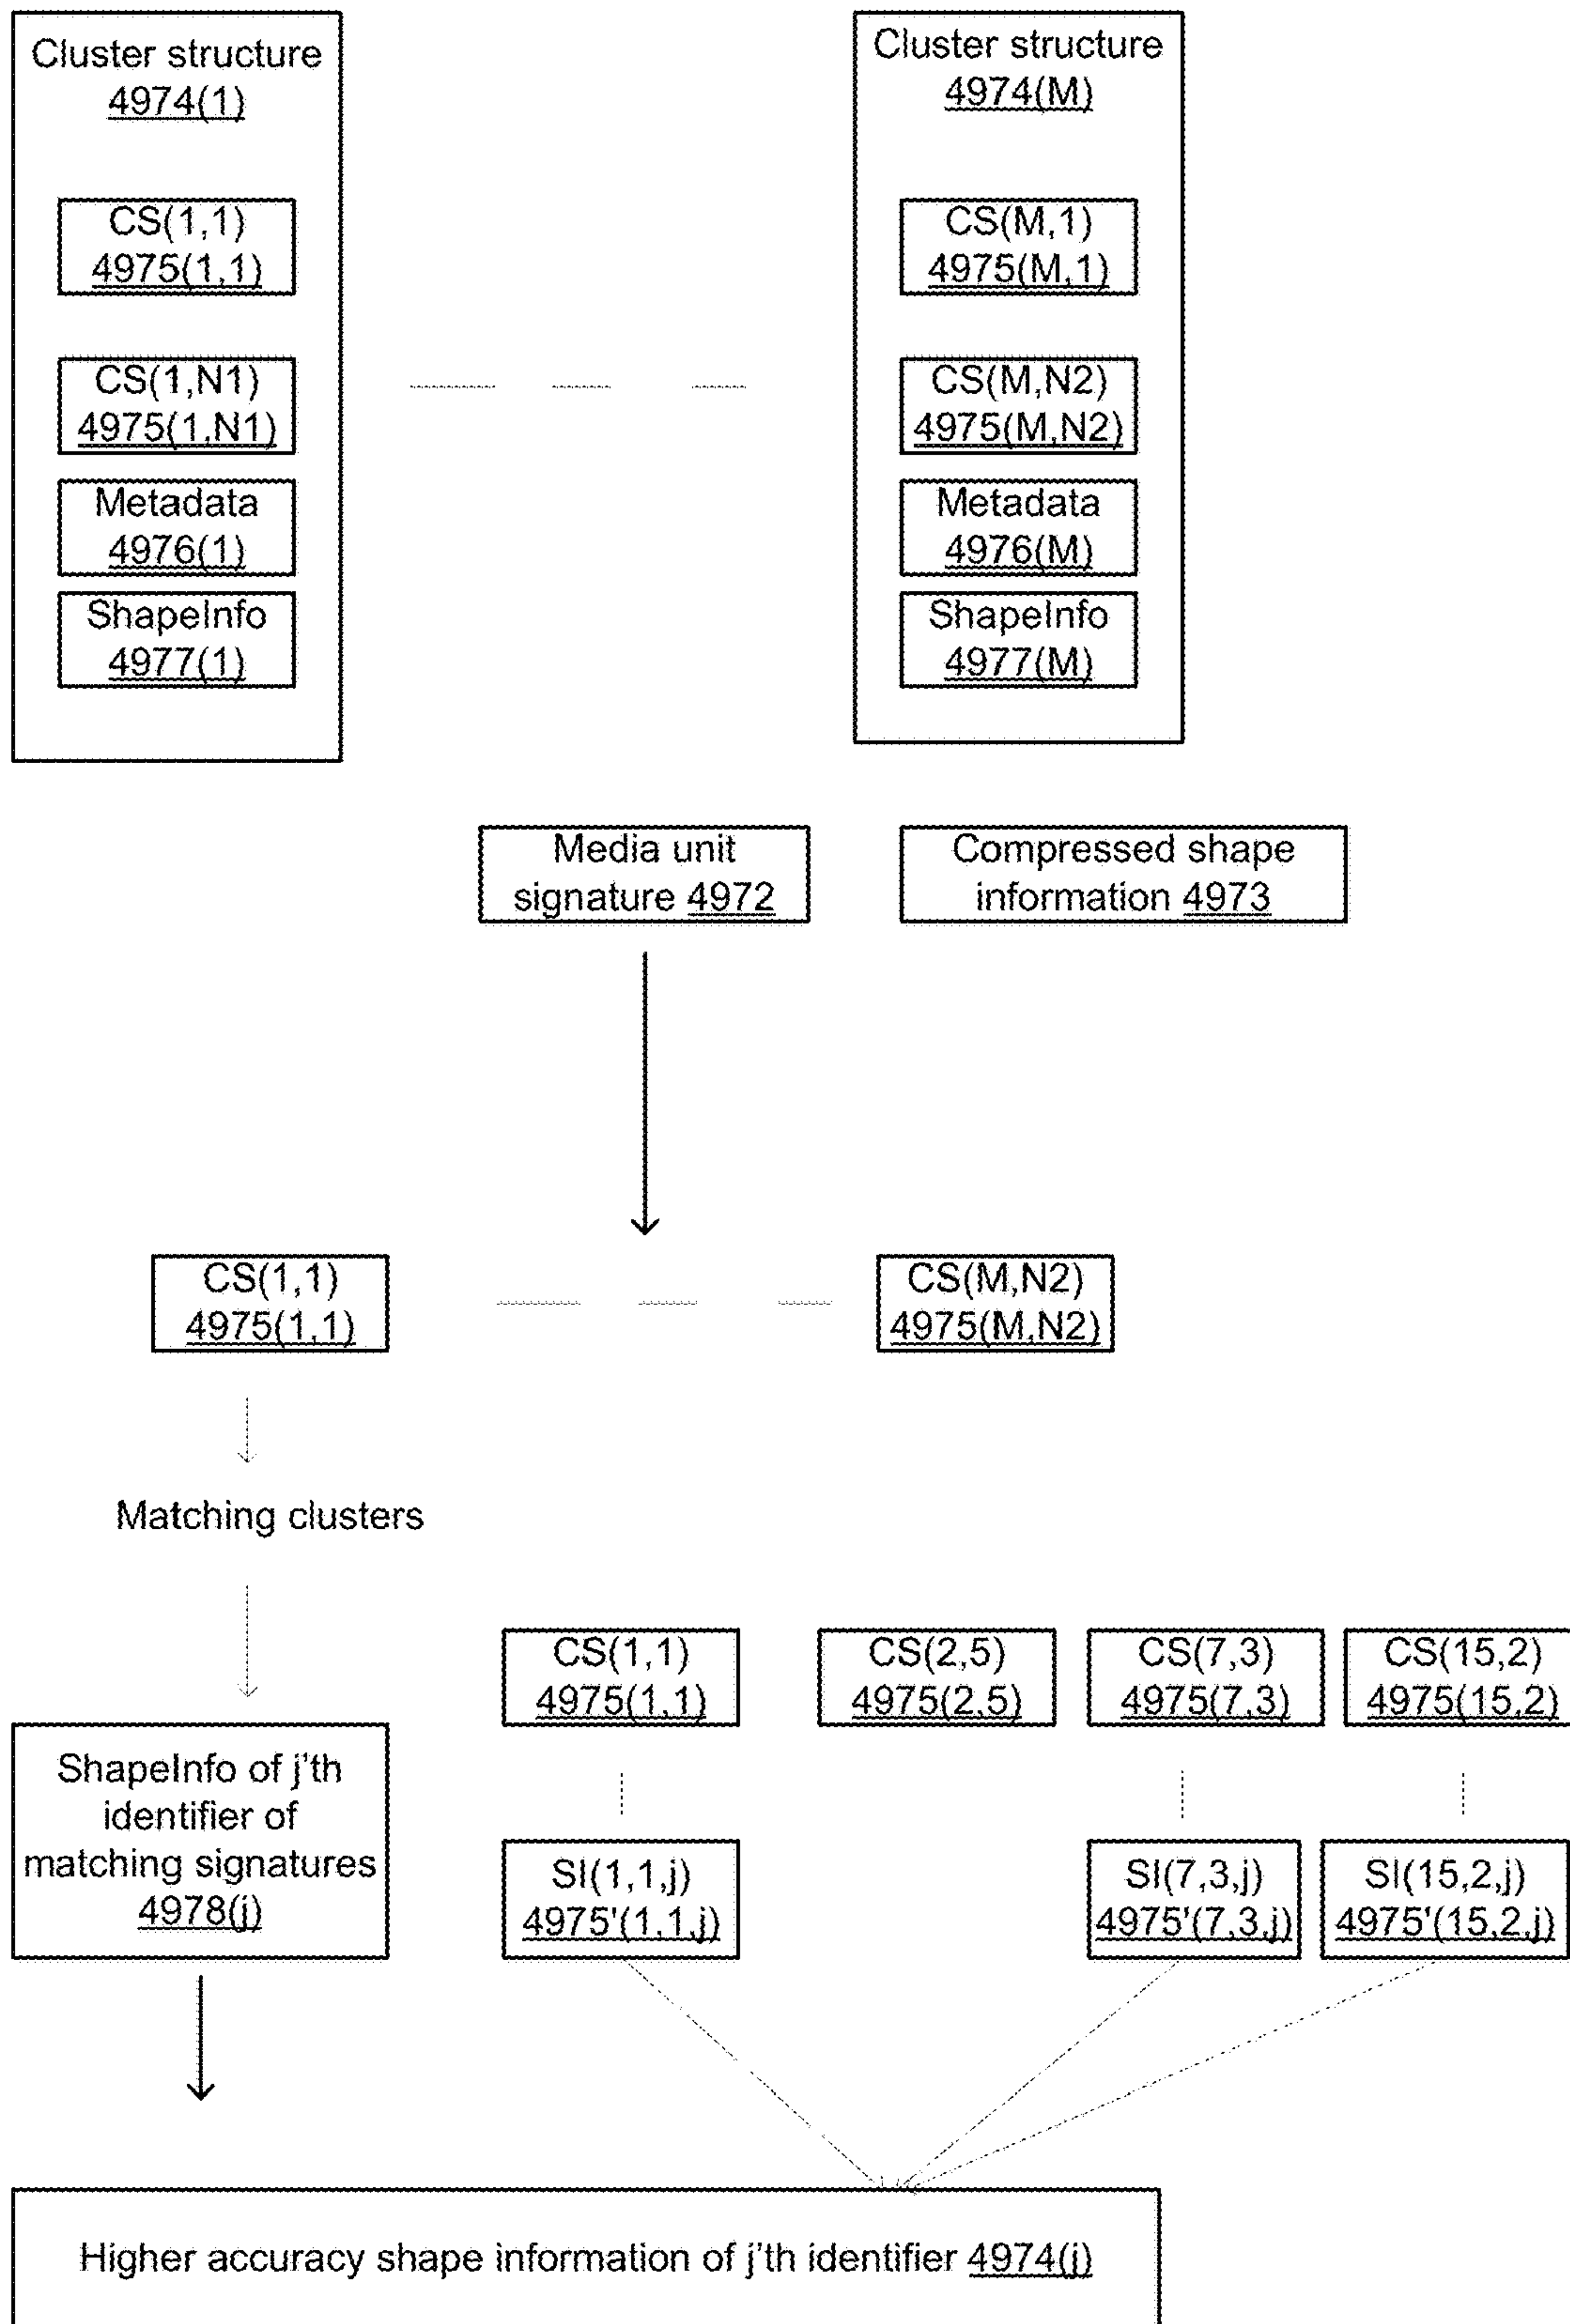 Cluster structure
4974(1)
CS(1,1)
4975(1,1)
CS(1,N1)
4975(1,N1)
Metadata
4976(1)
ShapeInfo
4977(1)
Cluster structure
4974(M)
CS(M,1)
4975(M,1)
CS(M,N2)
4975(M,N2)
Metadata
4976(M)
ShapeInfo
4977(M)
Media unit
signature 4972
Compressed shape
information 4973
CS(1,1)
4975(1,1)
CS(M,N2)
4975(M,N2)
Matching clusters
CS(1,1)
4975(1,1)
CS(2,5)
4975(2,5)
CS(7,3)
4975(7,3)
CS(15,2)
4975(15,2)
ShapeInfo of j'th
identifier of
matching signatures
4978(j)
SI(1,1,j)
4975'(1,1,j)
SI(7,3,j)
4975'(7,3,j)
SI(15,2,j)
4975'(15,2,j)
Higher accuracy shape information of j'th identifier 4974(j)